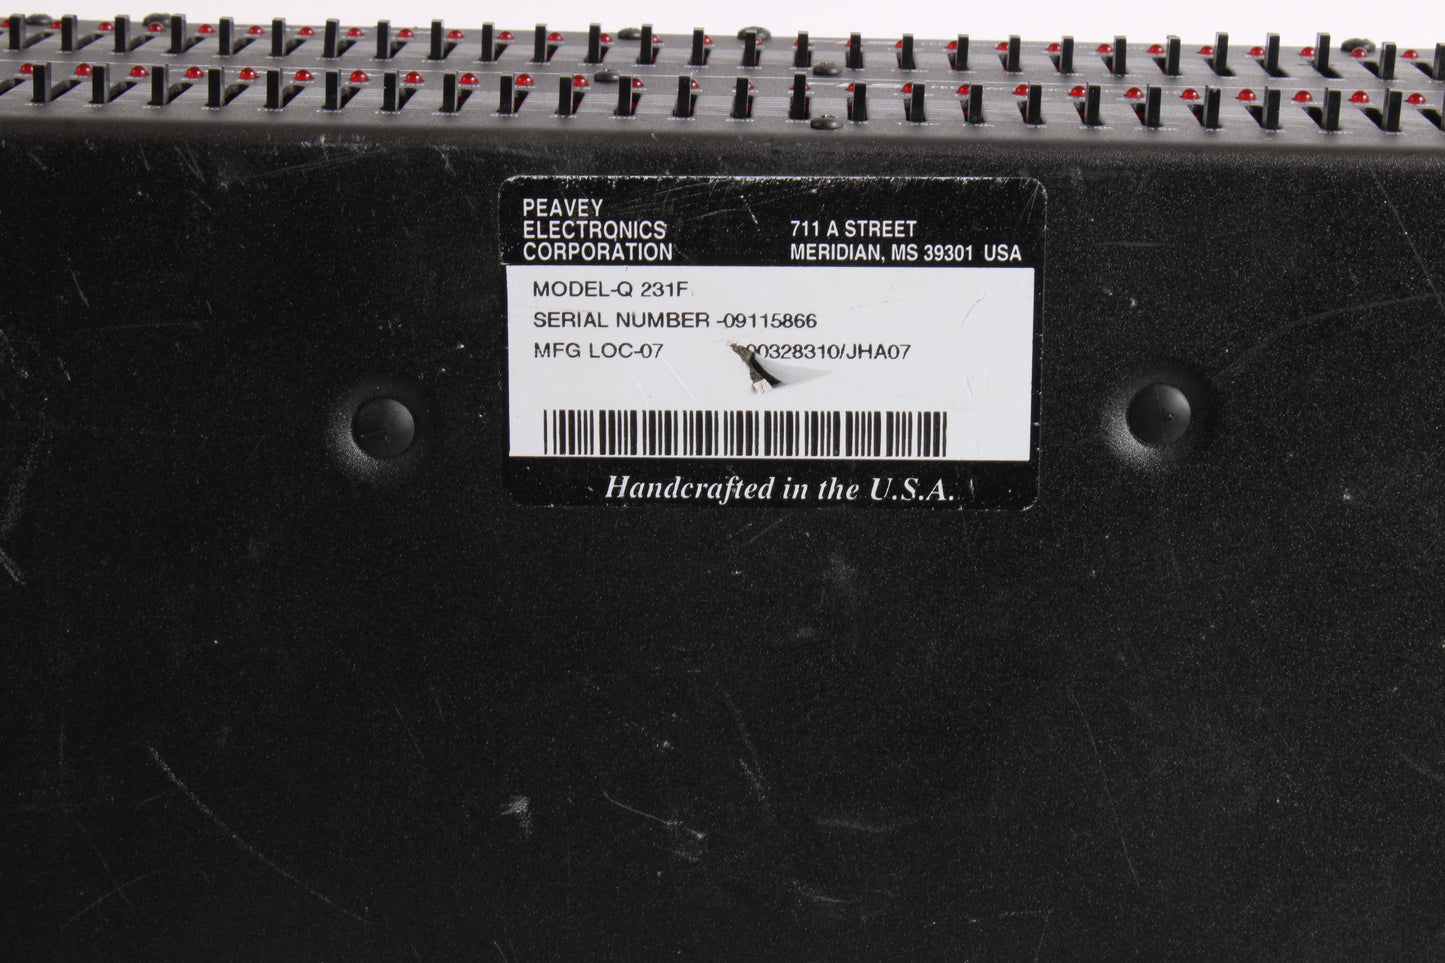 PEAVEY
ELECTRONICS
CORPORATION
711 A STREET
MERIDIAN, MS 39301 USA
MODEL-Q 231F
SERIAL NUMBER -09115866
MFG LOC-07 00328310/JHA07
Handcrafted in the U.S.A.